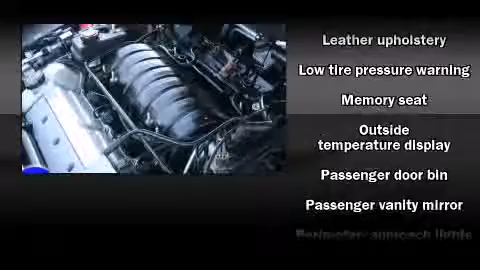 Leather upholstery
Low tire pressure warning
Memory seat
Outside
temperature display
Passenger door bin
Passenger vanity mirror